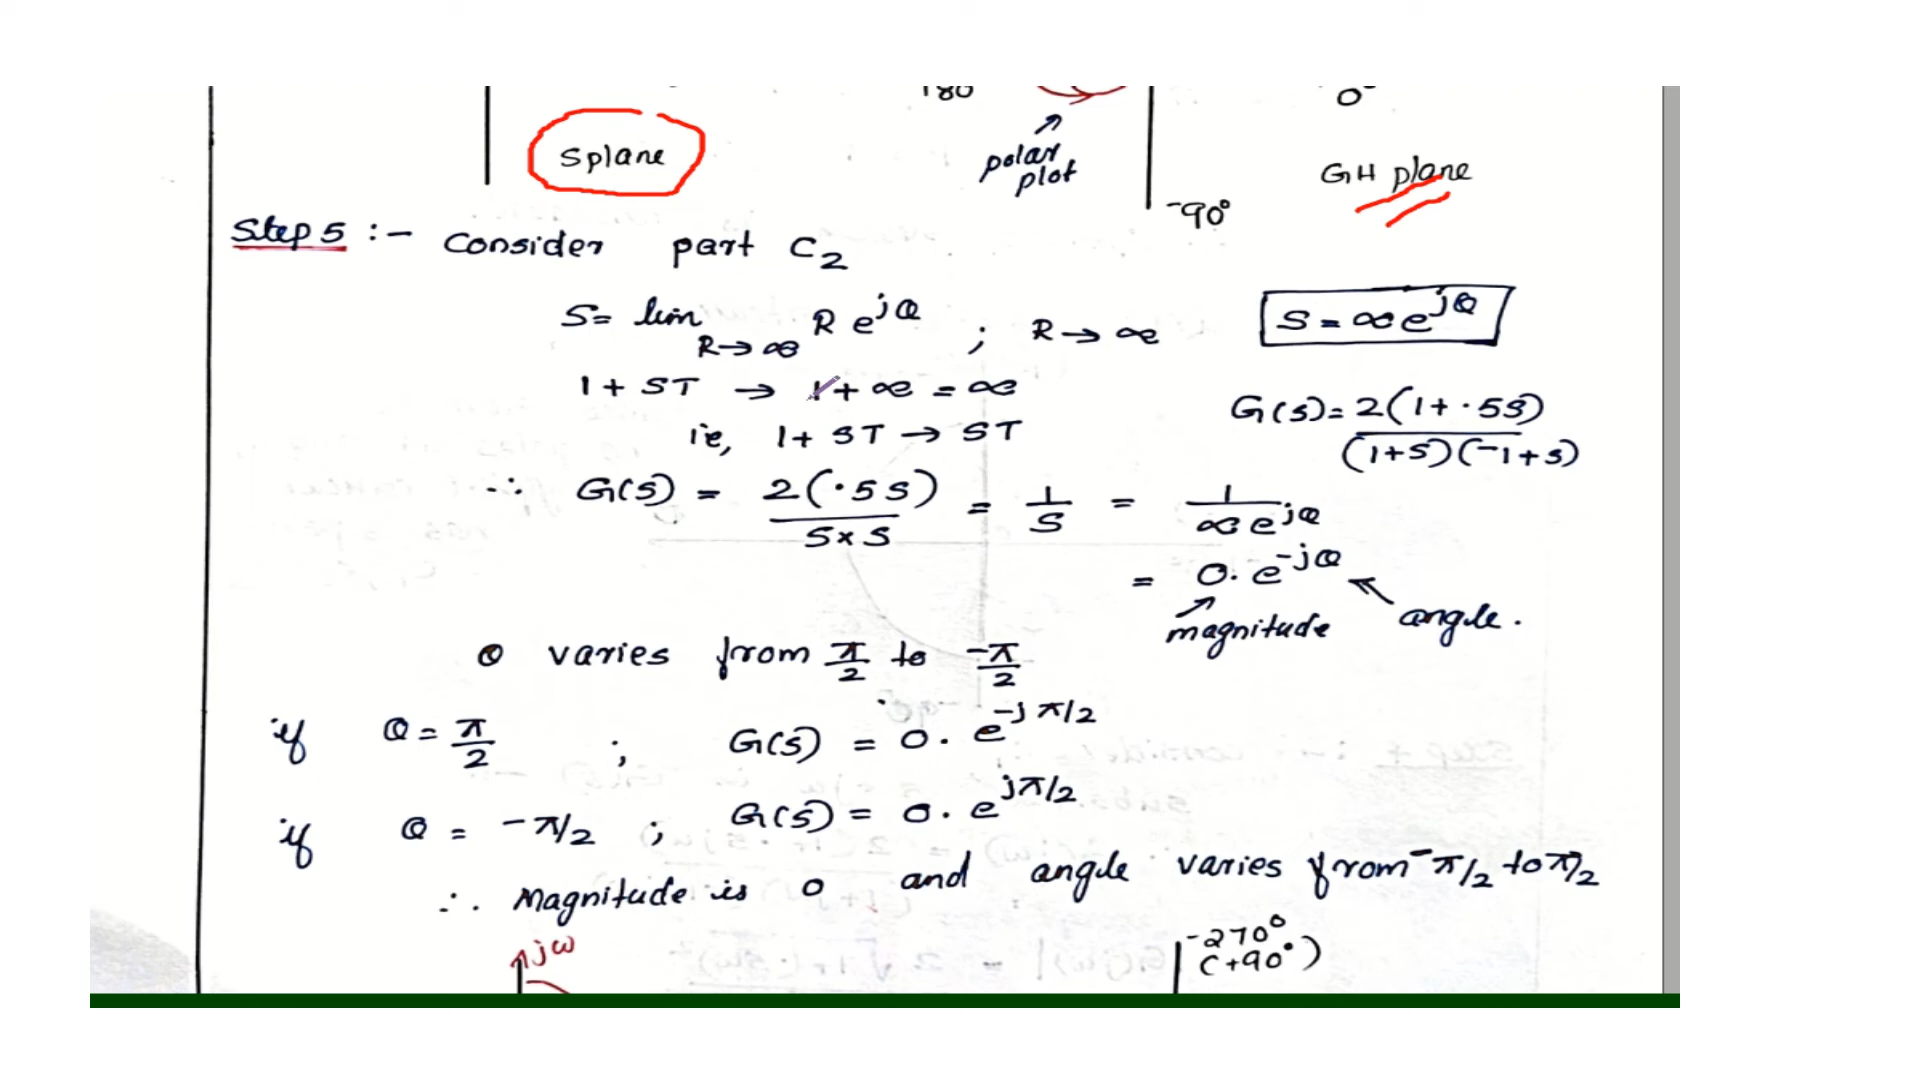 180
0°
S plane
polar
plot
GH plane
-90°
Step 5 :- Consider part C₂
S = lim R→∞ R e^jθ ; R → ∞
S = ∞ e^jθ
1 + ST → 1 + ∞ = ∞
ie, 1 + ST → ST
G(s) = 2(1+.5S) / (1+S)(-1+S)
∴ G(S) = 2(.5S) / S×S = 1/S = 1 / ∞ e^jθ
= 0. e^-jθ
magnitude
angle.
θ varies from π/2 to -π/2
if θ = π/2 ; G(S) = 0. e^-jπ/2
if θ = -π/2 ; G(S) = 0. e^jπ/2
∴ Magnitude is 0 and angle varies from -π/2 to π/2
jω
-270°
(+90°)